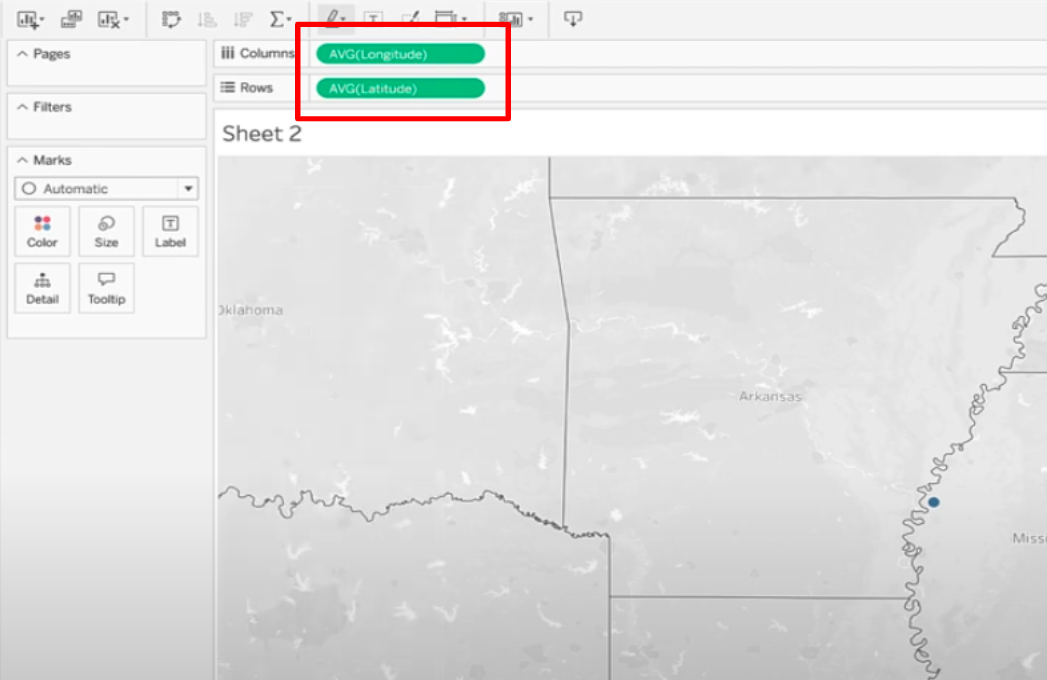 Pages
Columns
AVG(Longitude)
Rows
AVG(Latitude)
Filters
Sheet 2
Marks
Automatic
Color
Size
Label
Detail
Tooltip
Oklahoma
Arkansas
Missi